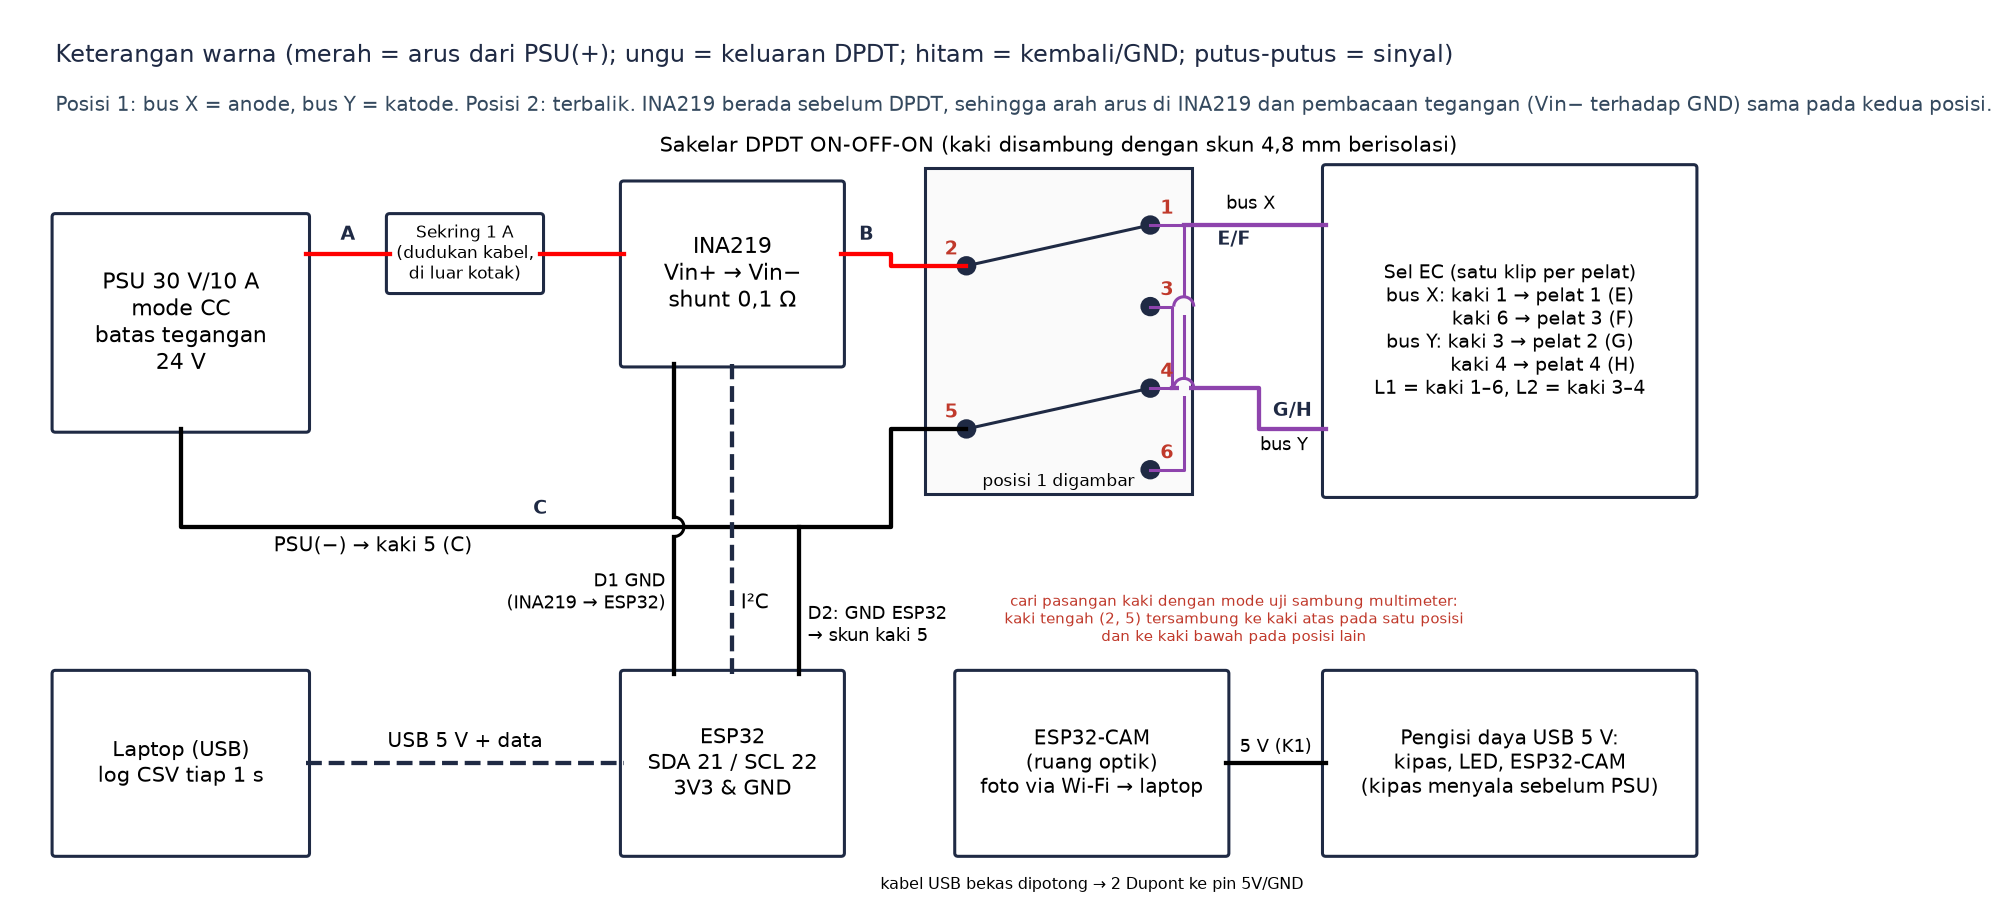 Keterangan warna (merah = arus dari PSU(+); ungu = keluaran DPDT; hitam = kembali/GND; putus-putus = sinyal)
Posisi 1: bus X = anode, bus Y = katode. Posisi 2: terbalik. INA219 berada sebelum DPDT, sehingga arah arus di INA219 dan pembacaan tegangan (Vin− terhadap GND) sama pada kedua posisi.
Sakelar DPDT ON-OFF-ON (kaki disambung dengan skun 4,8 mm berisolasi)
PSU 30 V/10 A
mode CC
batas tegangan
24 V
A
Sekring 1 A
(dudukan kabel,
di luar kotak)
INA219
Vin+ → Vin−
shunt 0,1 Ω
B
2
1
3
4
5
6
posisi 1 digambar
bus X
E/F
G/H
bus Y
Sel EC (satu klip per pelat)
bus X: kaki 1 → pelat 1 (E)
kaki 6 → pelat 3 (F)
bus Y: kaki 3 → pelat 2 (G)
kaki 4 → pelat 4 (H)
L1 = kaki 1–6, L2 = kaki 3–4
C
PSU(−) → kaki 5 (C)
D1 GND
(INA219 → ESP32)
I²C
D2: GND ESP32
→ skun kaki 5
cari pasangan kaki dengan mode uji sambung multimeter:
kaki tengah (2, 5) tersambung ke kaki atas pada satu posisi
dan ke kaki bawah pada posisi lain
Laptop (USB)
log CSV tiap 1 s
USB 5 V + data
ESP32
SDA 21 / SCL 22
3V3 & GND
ESP32-CAM
(ruang optik)
foto via Wi-Fi → laptop
5 V (K1)
Pengisi daya USB 5 V:
kipas, LED, ESP32-CAM
(kipas menyala sebelum PSU)
kabel USB bekas dipotong → 2 Dupont ke pin 5V/GND